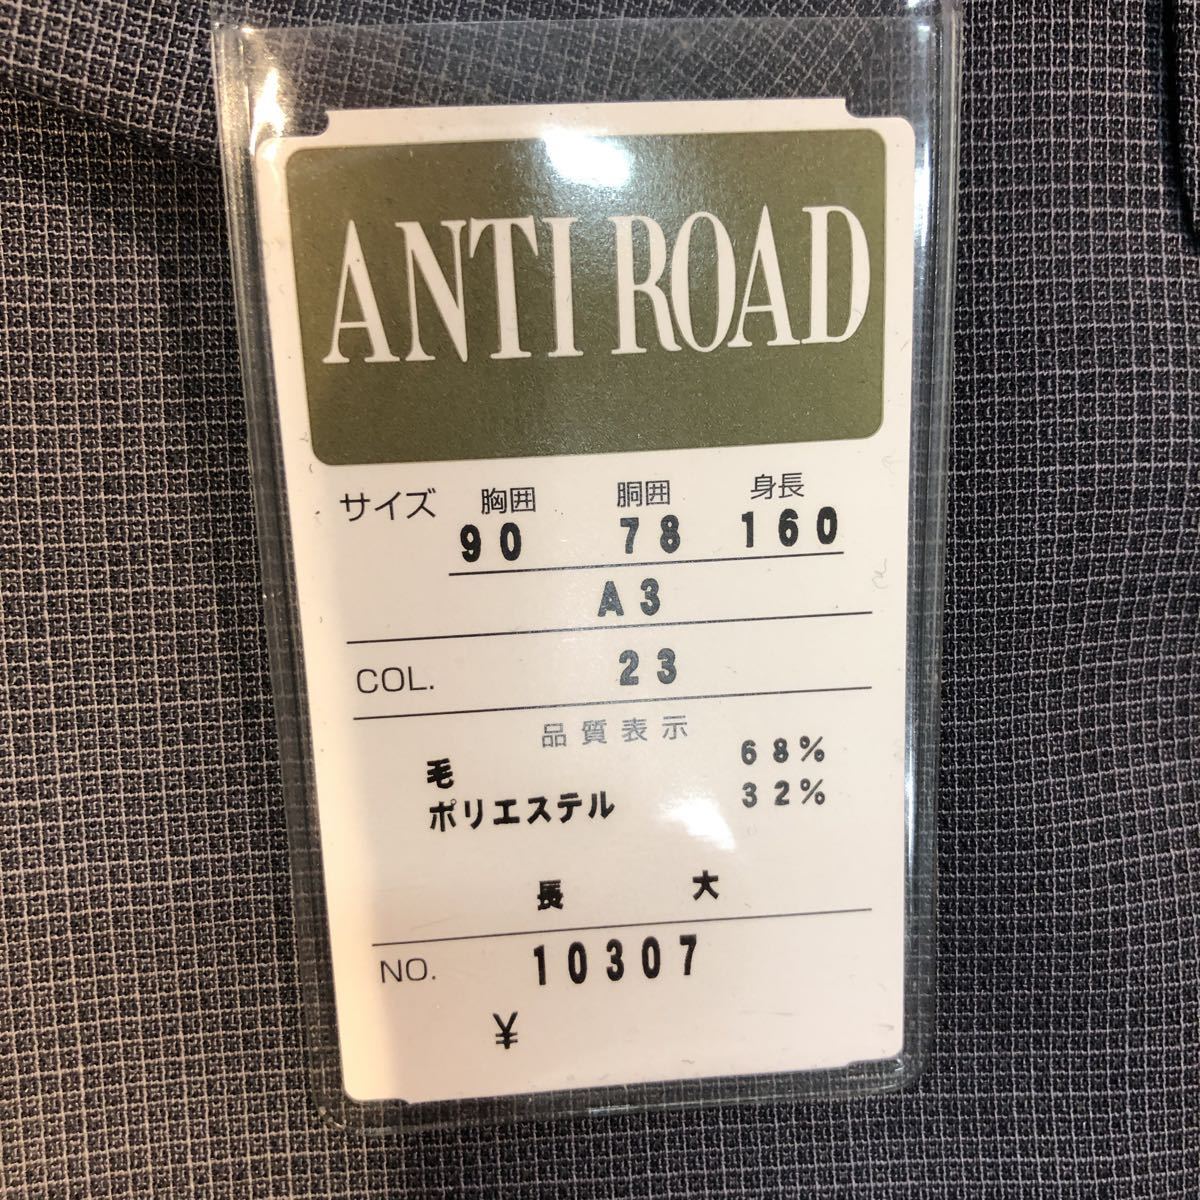 ANTI ROAD
サイズ 胸囲 胴囲 身長
90 78 160
A3
COL. 23
品質表示
毛 68%
ポリエステル 32%
長 大
NO. 10307
¥